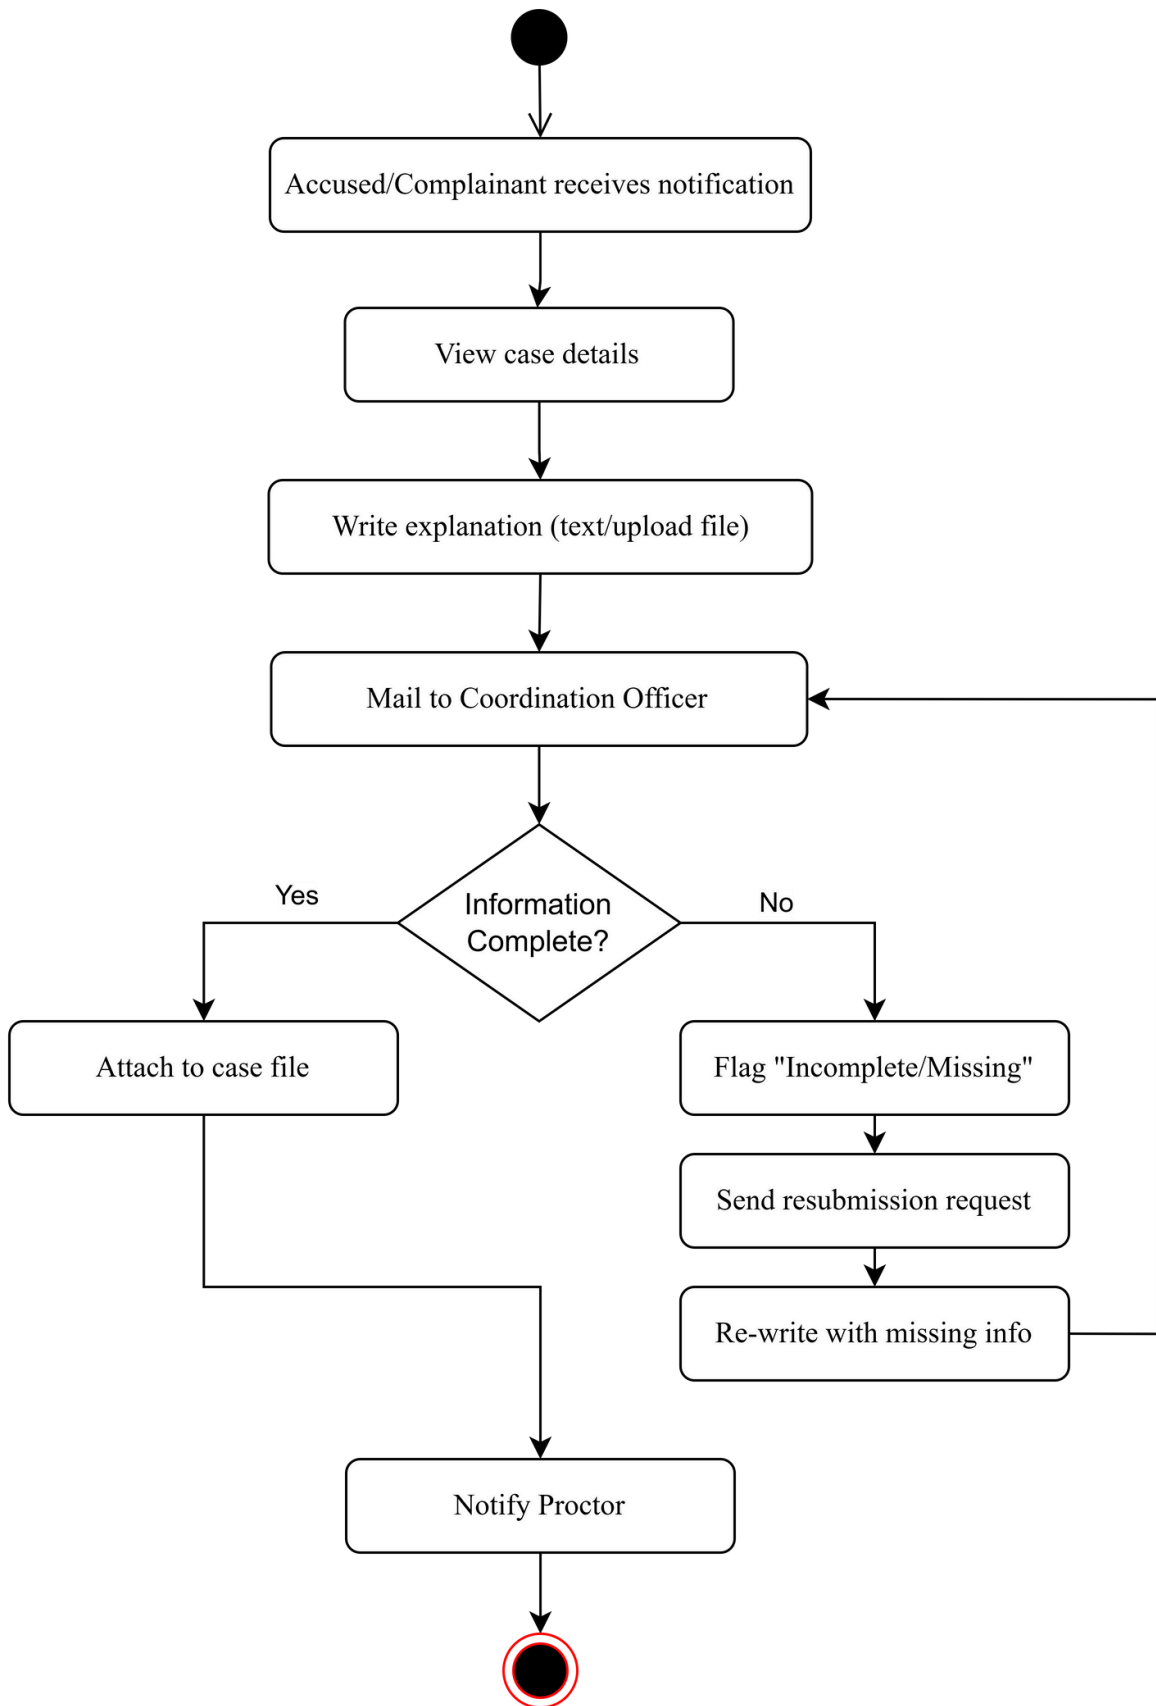 Accused/Complainant receives notification
View case details
Write explanation (text/upload file)
Mail to Coordination Officer
Yes
Information
Complete?
No
Attach to case file
Flag "Incomplete/Missing"
Send resubmission request
Re-write with missing info
Notify Proctor